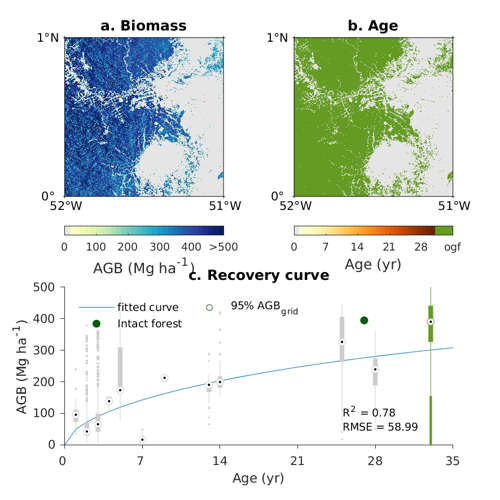 a. Biomass
b. Age
1°N
1°N
0°
0°
52°W
51°W
52°W
51°W
0 100 200 300 400 >500
0 7 14 21 28 ogf
AGB (Mg ha-1)
Age (yr)
c. Recovery curve
500
400
300
200
100
0
AGB (Mg ha-1)
fitted curve
95% AGBgrid
Intact forest
R2 = 0.78
RMSE = 58.99
0 7 14 21 28 35
Age (yr)